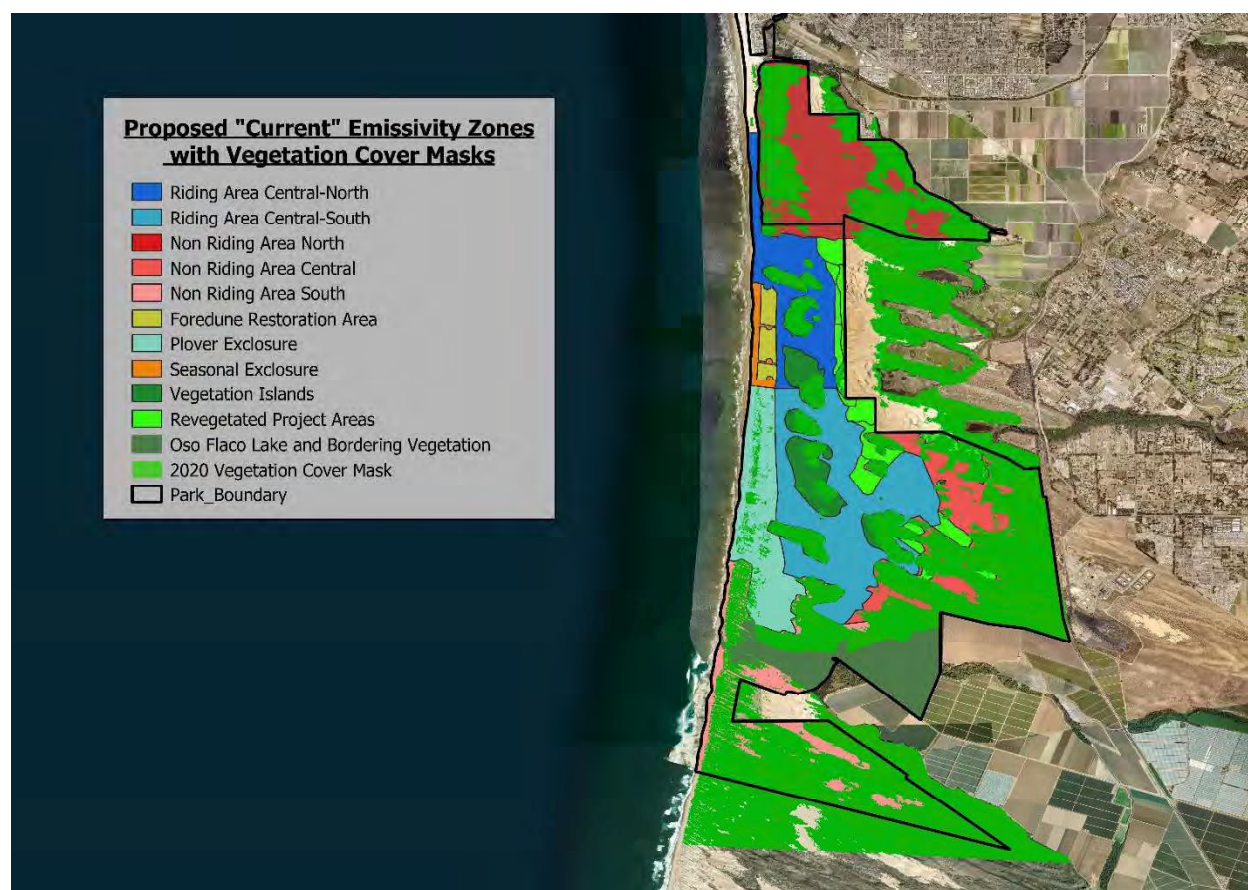 Proposed "Current" Emissivity Zones
with Vegetation Cover Masks
Riding Area Central-North
Riding Area Central-South
Non Riding Area North
Non Riding Area Central
Non Riding Area South
Foredune Restoration Area
Plover Exclosure
Seasonal Exclosure
Vegetation Islands
Revegetated Project Areas
Oso Flaco Lake and Bordering Vegetation
2020 Vegetation Cover Mask
Park_Boundary